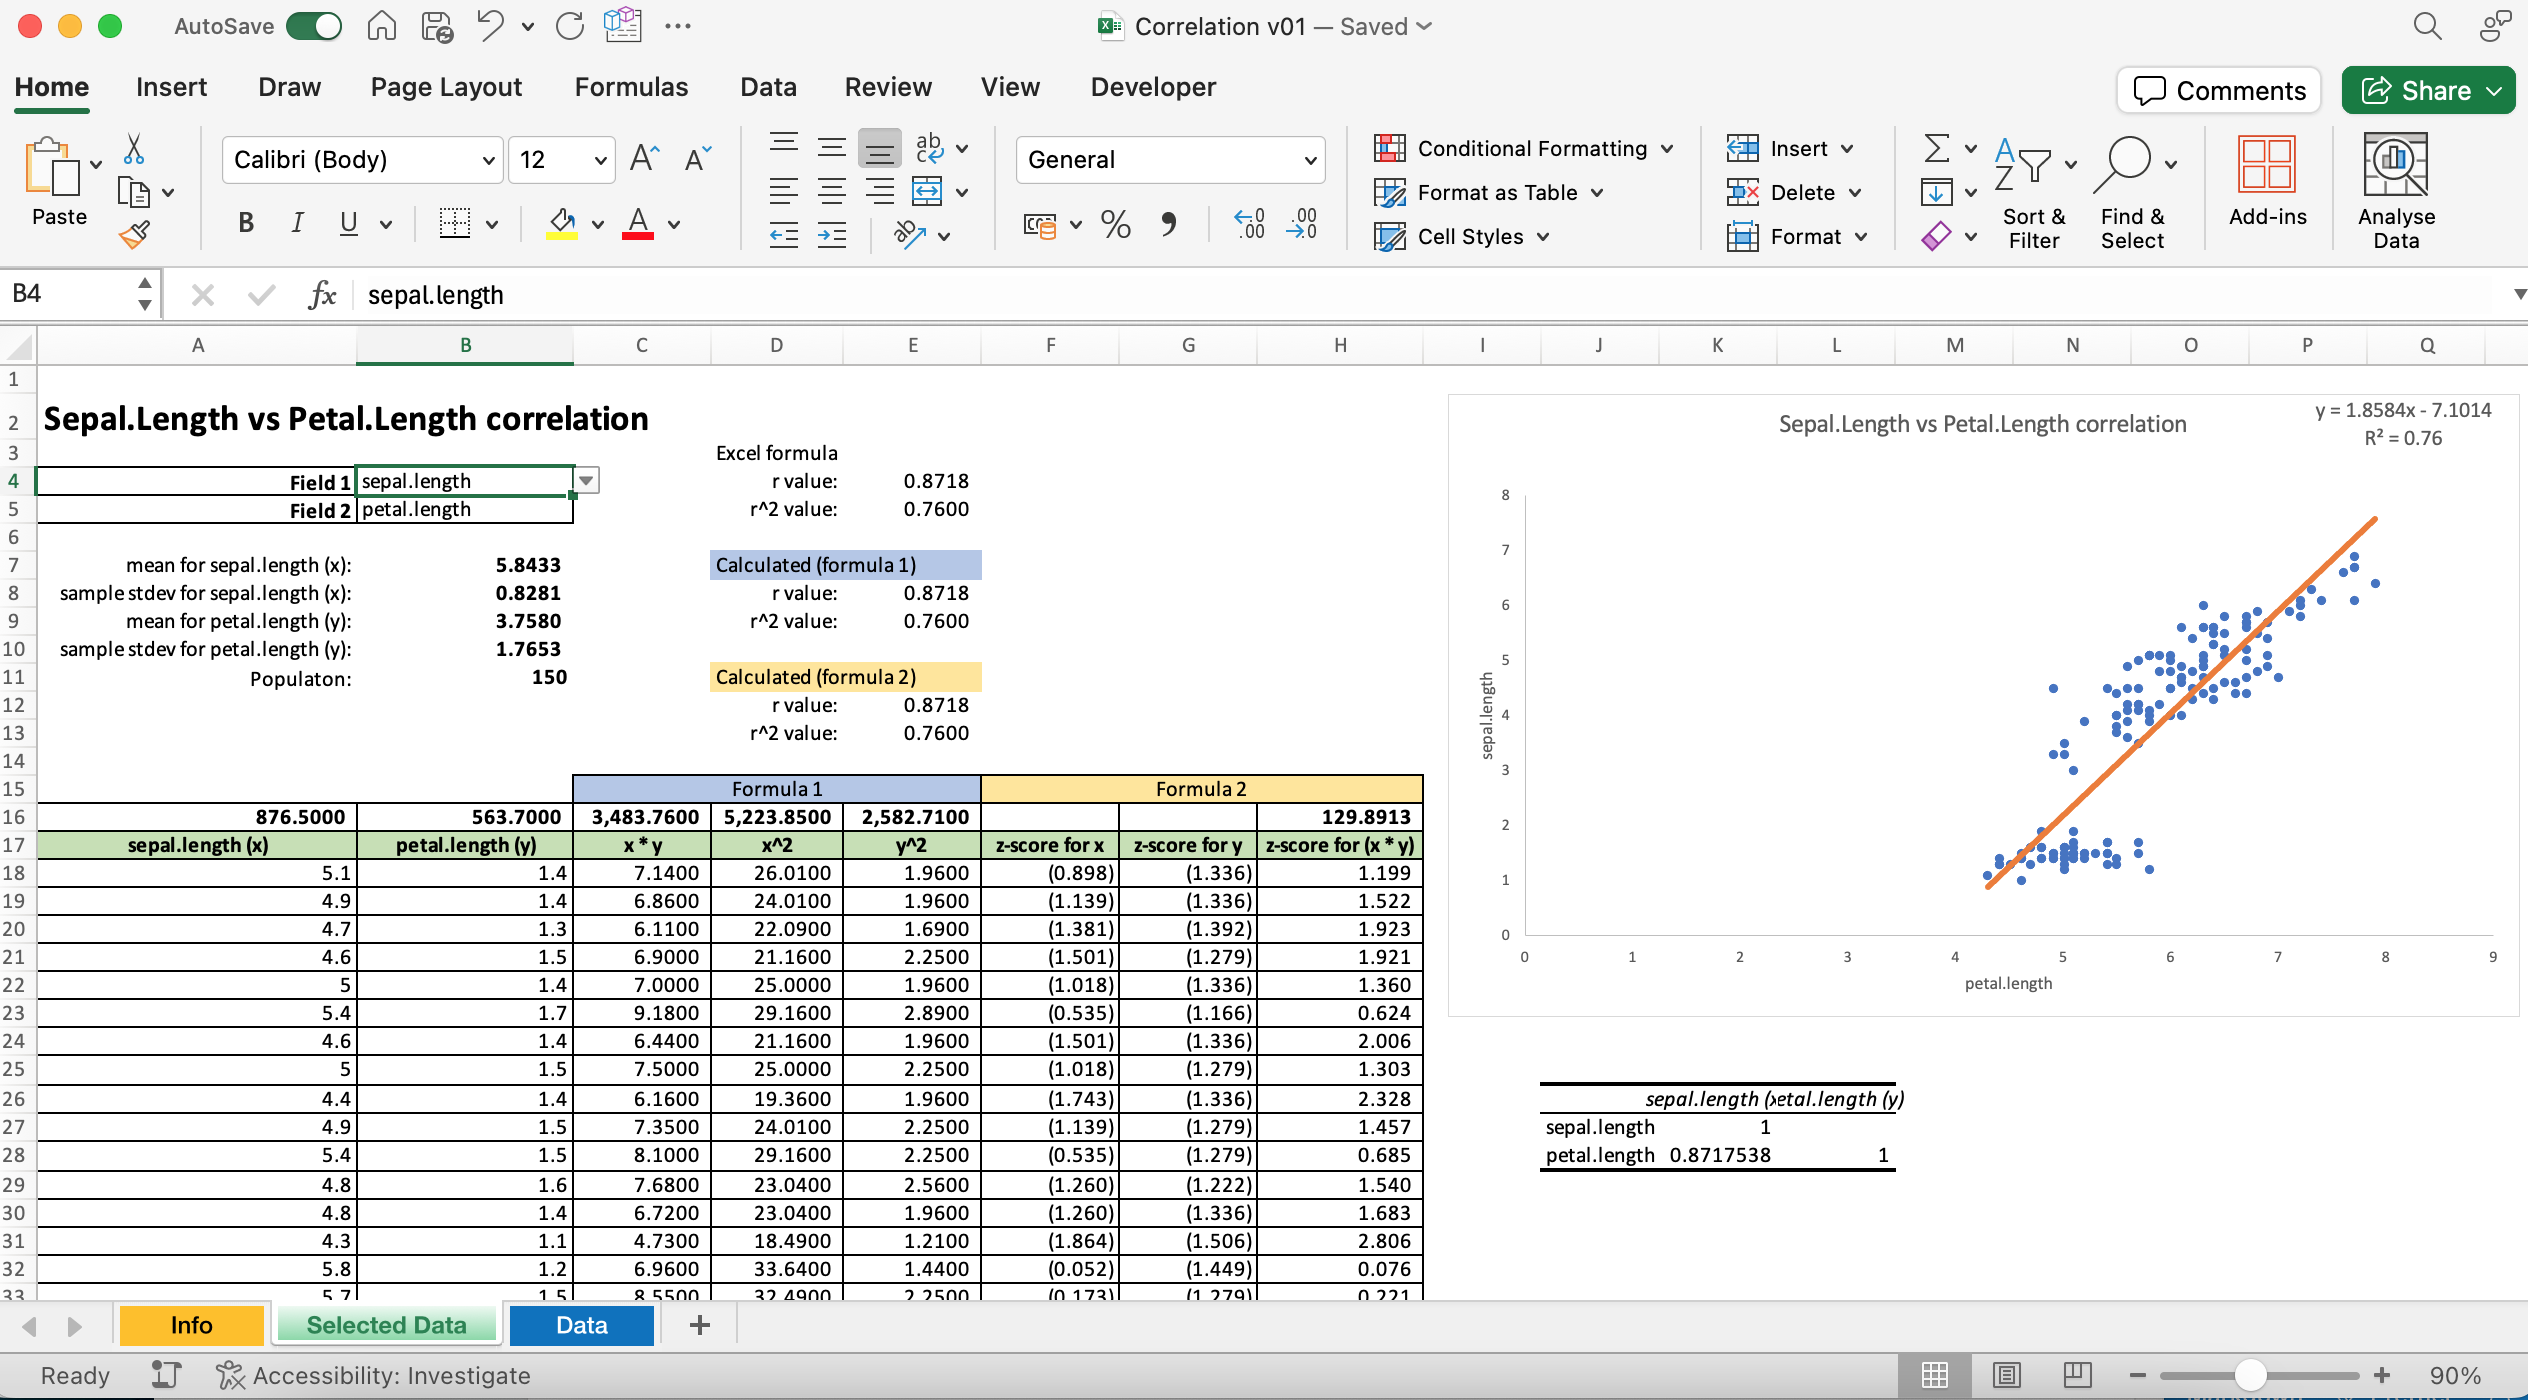 AutoSave
Correlation v01 — Saved
Home Insert Draw Page Layout Formulas Data Review View Developer
Comments Share
Paste
Calibri (Body) 12
B I U A
ab c
General
%
Conditional Formatting
Format as Table
Cell Styles
Insert
Delete
Format
Sort & Filter
Find & Select
Add-ins
Analyse Data
B4 fx sepal.length
A B C D E F G H I J K L M N O P Q
1
2 Sepal.Length vs Petal.Length correlation
3 Excel formula
4 Field 1 sepal.length r value: 0.8718
5 Field 2 petal.length r^2 value: 0.7600
6
7 mean for sepal.length (x): 5.8433 Calculated (formula 1)
8 sample stdev for sepal.length (x): 0.8281 r value: 0.8718
9 mean for petal.length (y): 3.7580 r^2 value: 0.7600
10 sample stdev for petal.length (y): 1.7653
11 Populaton: 150 Calculated (formula 2)
12 r value: 0.8718
13 r^2 value: 0.7600
14
15 Formula 1 Formula 2
16 876.5000 563.7000 3,483.7600 5,223.8500 2,582.7100 129.8913
17 sepal.length (x) petal.length (y) x * y x^2 y^2 z-score for x z-score for y z-score for (x * y)
18 5.1 1.4 7.1400 26.0100 1.9600 (0.898) (1.336) 1.199
19 4.9 1.4 6.8600 24.0100 1.9600 (1.139) (1.336) 1.522
20 4.7 1.3 6.1100 22.0900 1.6900 (1.381) (1.392) 1.923
21 4.6 1.5 6.9000 21.1600 2.2500 (1.501) (1.279) 1.921
22 5 1.4 7.0000 25.0000 1.9600 (1.018) (1.336) 1.360
23 5.4 1.7 9.1800 29.1600 2.8900 (0.535) (1.166) 0.624
24 4.6 1.4 6.4400 21.1600 1.9600 (1.501) (1.336) 2.006
25 5 1.5 7.5000 25.0000 2.2500 (1.018) (1.279) 1.303
26 4.4 1.4 6.1600 19.3600 1.9600 (1.743) (1.336) 2.328
27 4.9 1.5 7.3500 24.0100 2.2500 (1.139) (1.279) 1.457
28 5.4 1.5 8.1000 29.1600 2.2500 (0.535) (1.279) 0.685
29 4.8 1.6 7.6800 23.0400 2.5600 (1.260) (1.222) 1.540
30 4.8 1.4 6.7200 23.0400 1.9600 (1.260) (1.336) 1.683
31 4.3 1.1 4.7300 18.4900 1.2100 (1.864) (1.506) 2.806
32 5.8 1.2 6.9600 33.6400 1.4400 (0.052) (1.449) 0.076
33 5.7 1.5 8.5500 32.4900 2.2500 (0.173) (1.279) 0.221
Sepal.Length vs Petal.Length correlation
y = 1.8584x - 7.1014
R² = 0.76
8
7
6
5
4
3
2
1
0
sepal.length
0 1 2 3 4 5 6 7 8 9
petal.length
sepal.length (x etal.length (y)
sepal.length 1
petal.length 0.8717538 1
Info Selected Data Data +
Ready Accessibility: Investigate 90%